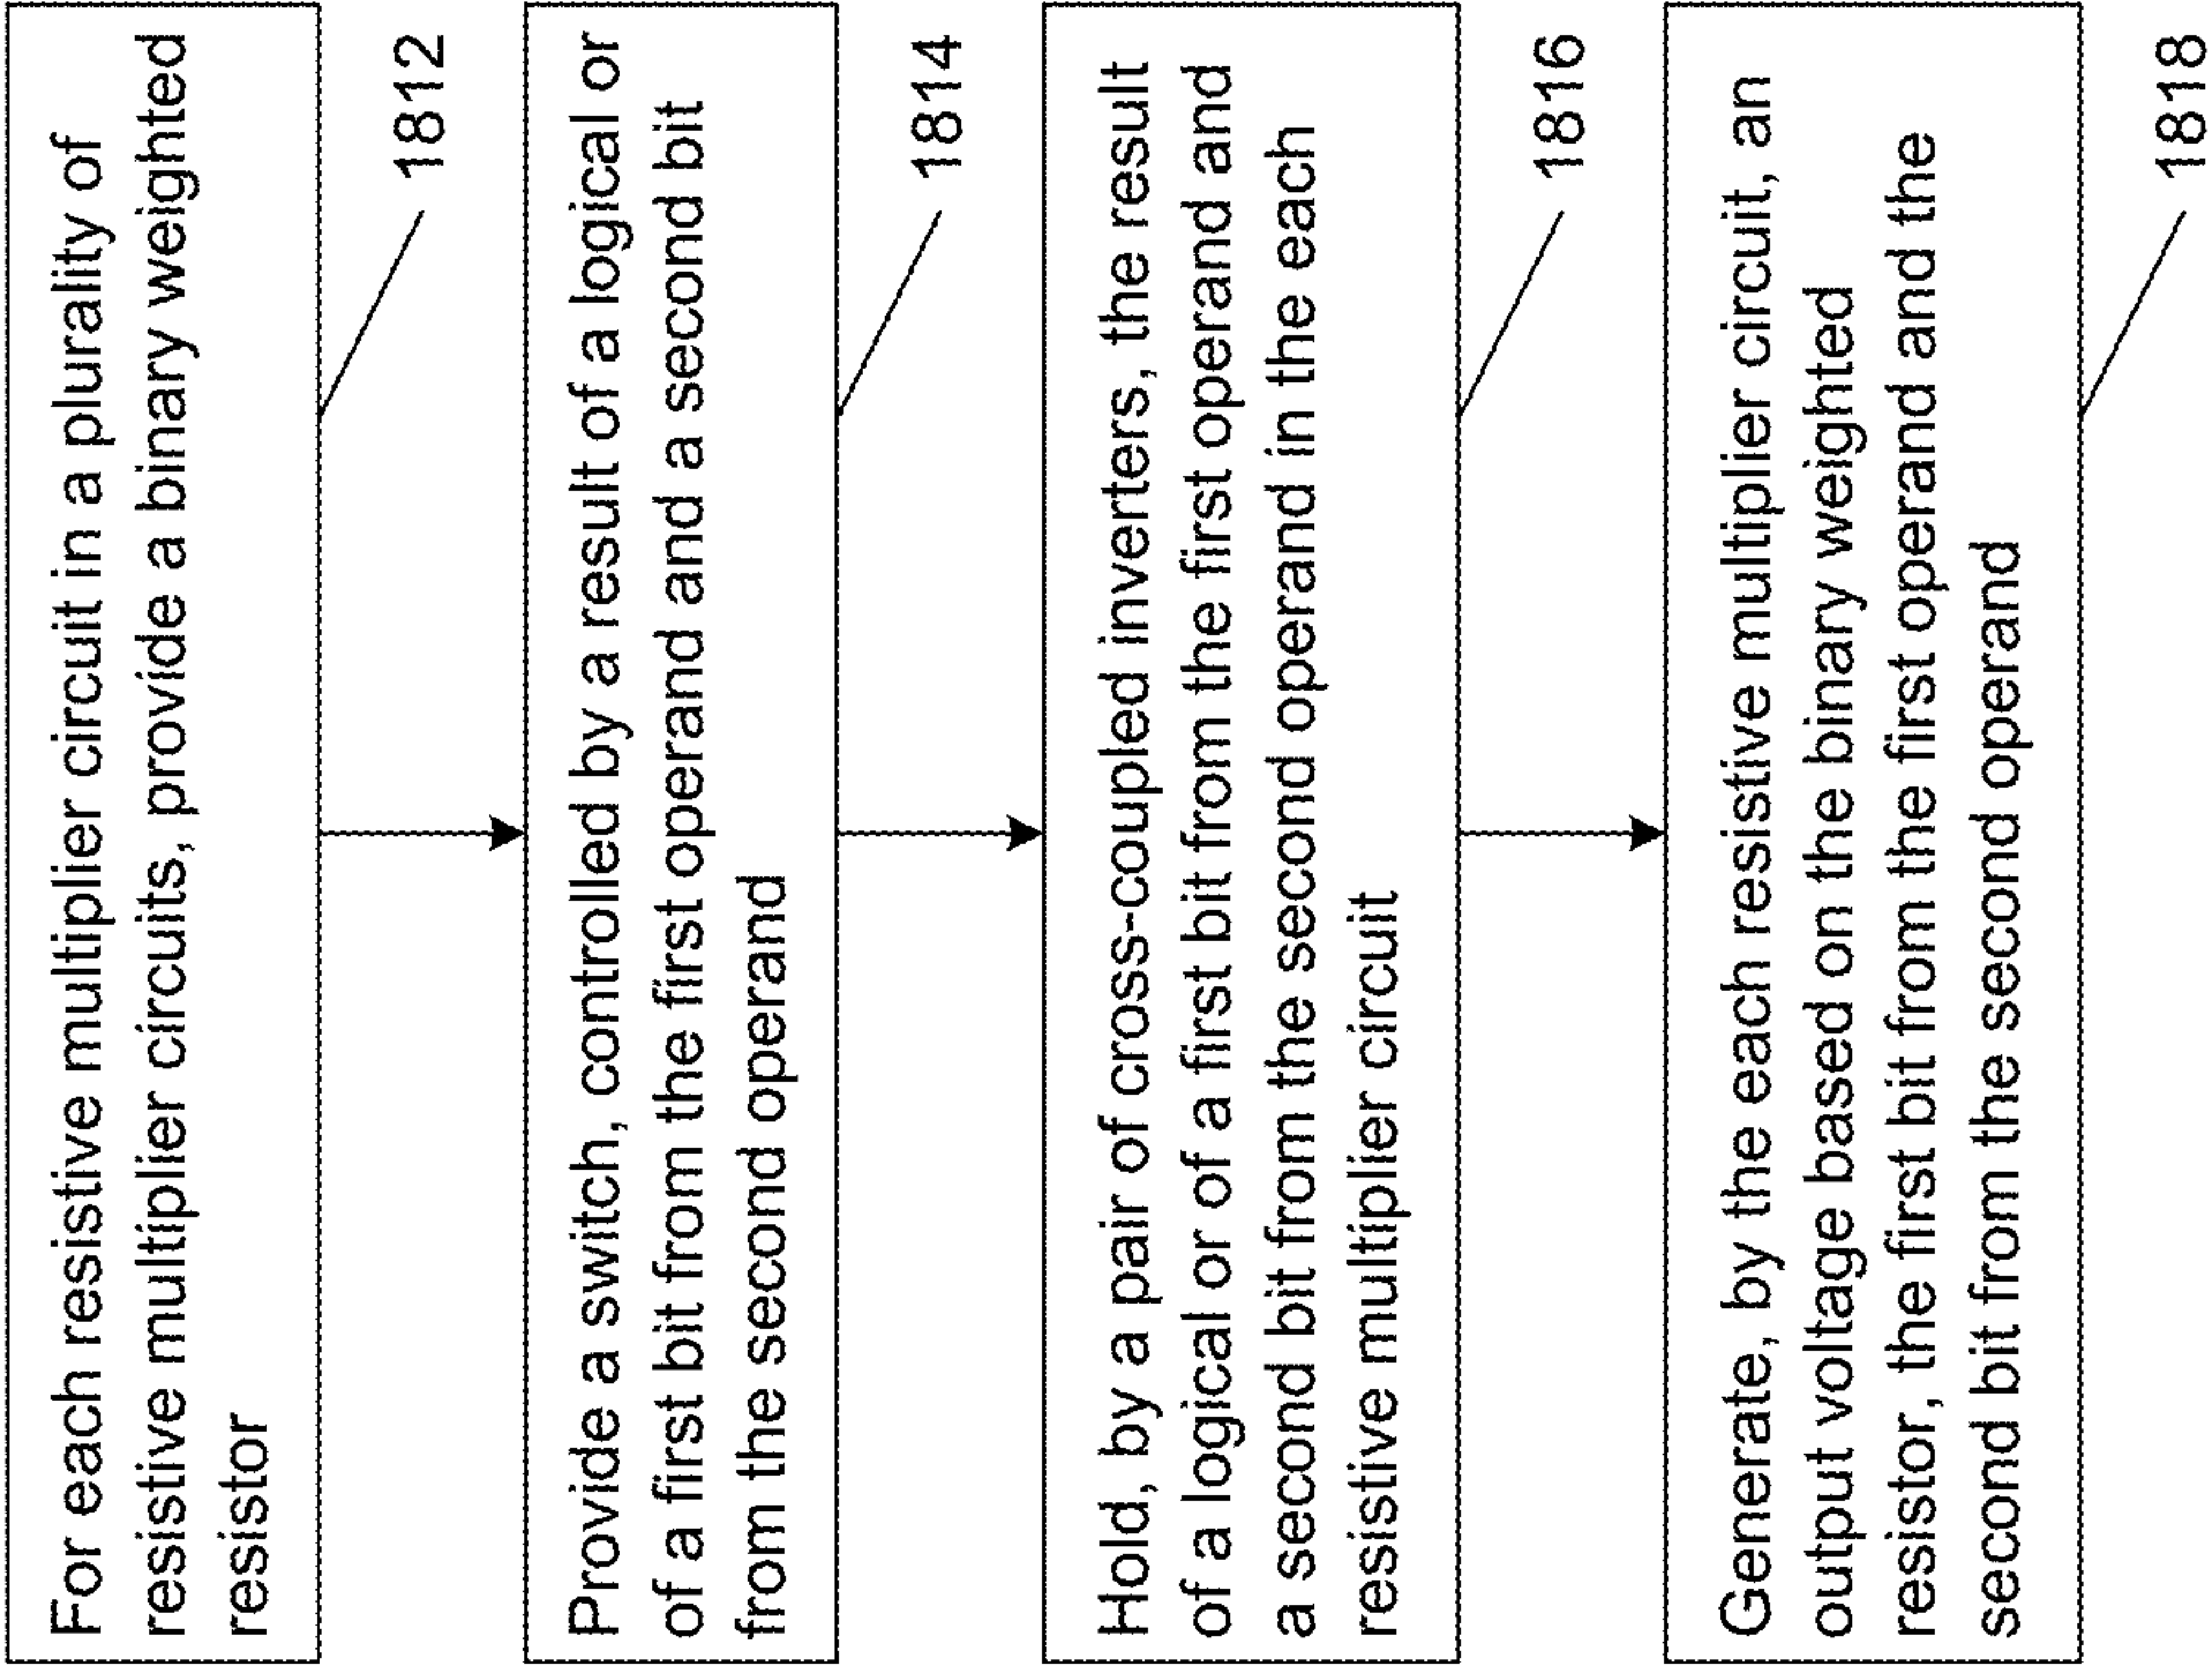 For each resistive multiplier circuit in a plurality of
resistive multiplier circuits, provide a binary weighted
resistor
1812
Provide a switch, controlled by a result of a logical or
of a first bit from the first operand and a second bit
from the second operand
1814
Hold, by a pair of cross-coupled inverters, the result
of a logical or of a first bit from the first operand and
a second bit from the second operand in the each
resistive multiplier circuit
1816
Generate, by the each resistive multiplier circuit, an
output voltage based on the binary weighted
resistor, the first bit from the first operand and the
second bit from the second operand
1818